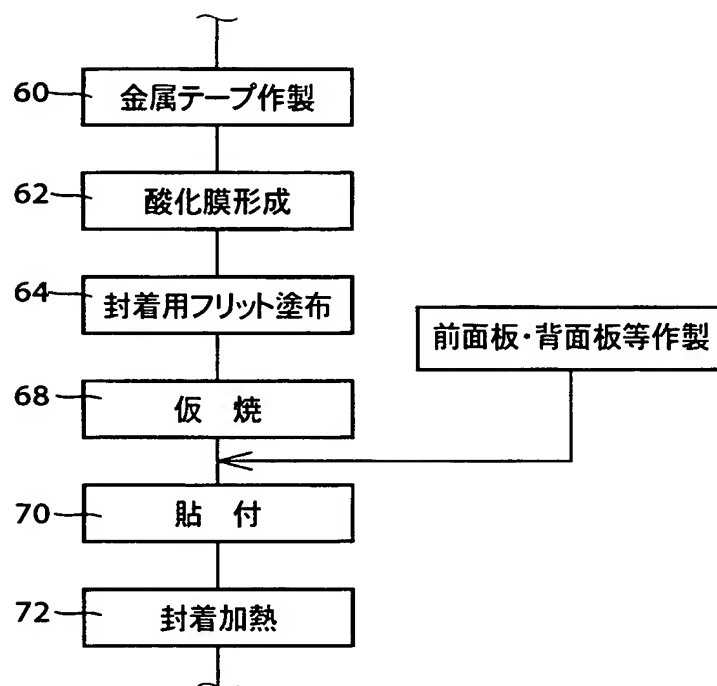 60
金属テープ作製
62
酸化膜形成
64
封着用フリット塗布
前面板・背面板等作製
68
仮 焼
70
貼 付
72
封着加熱